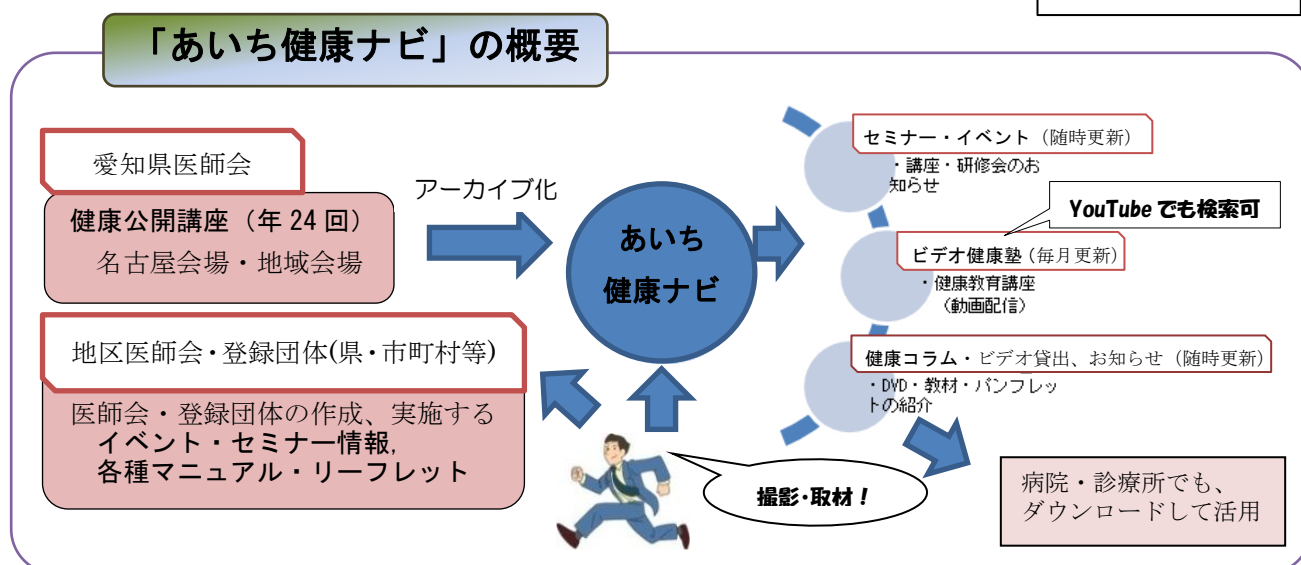 「あいち健康ナビ」の概要
愛知県医師会
健康公開講座（年 24 回）
名古屋会場・地域会場
地区医師会・登録団体(県・市町村等)
医師会・登録団体の作成、実施する
イベント・セミナー情報,
各種マニュアル・リーフレット
アーカイブ化
あいち
健康ナビ
撮影・取材！
セミナー・イベント（随時更新）
・講座・研修会のお
知らせ
YouTube でも検索可
ビデオ健康塾（毎月更新）
・健康教育講座
（動画配信）
健康コラム・ビデオ貸出、お知らせ（随時更新）
・DVD・教材・パンフレッ
トの紹介
病院・診療所でも、
ダウンロードして活用